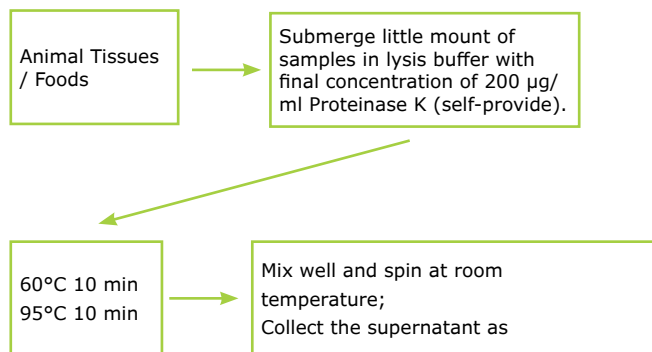 Animal Tissues
/ Foods
Submerge little mount of
samples in lysis buffer with
final concentration of 200 µg/
ml Proteinase K (self-provide).
60°C 10 min
95°C 10 min
Mix well and spin at room
temperature;
Collect the supernatant as